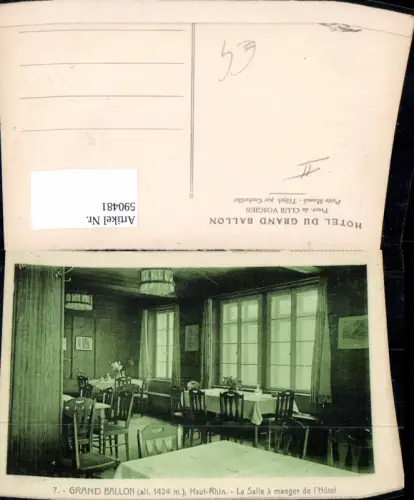 HOTEL DU GRAND BALLON
Prop. du CLUB VOSGIEN
Poste Murbach - Téléph. par Guebwiller
Artikel Nr.
590481
7. - GRAND BALLON (alt. 1424 m.), Haut-Rhin. - La Salle à manger de l'Hôtel